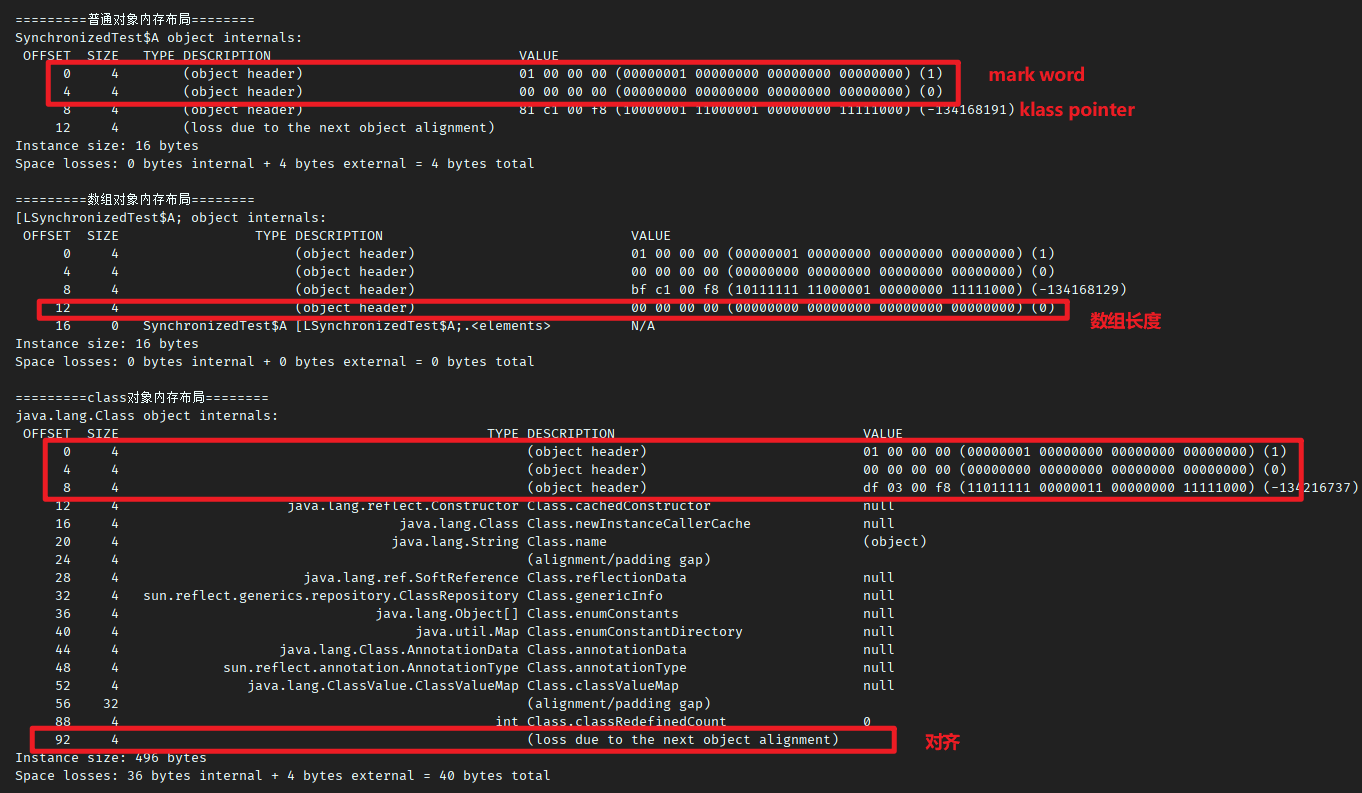 =========普通对象内存布局========
SynchronizedTest$A object internals:
OFFSET SIZE TYPE DESCRIPTION VALUE
0 4 (object header) 01 00 00 00 (00000001 00000000 00000000 00000000) (1) mark word
4 4 (object header) 00 00 00 00 (00000000 00000000 00000000 00000000) (0)
8 4 (object header) 81 c1 00 f8 (10000001 11000001 00000000 11111000) (-134168191) klass pointer
12 4 (loss due to the next object alignment)
Instance size: 16 bytes
Space losses: 0 bytes internal + 4 bytes external = 4 bytes total
=========数组对象内存布局========
[LSynchronizedTest$A; object internals:
OFFSET SIZE TYPE DESCRIPTION VALUE
0 4 (object header) 01 00 00 00 (00000001 00000000 00000000 00000000) (1)
4 4 (object header) 00 00 00 00 (00000000 00000000 00000000 00000000) (0)
8 4 (object header) bf c1 00 f8 (10111111 11000001 00000000 11111000) (-134168129)
12 4 (object header) 00 00 00 00 (00000000 00000000 00000000 00000000) (0)
数组长度
16 0 SynchronizedTest$A [LSynchronizedTest$A;.<elements> N/A
Instance size: 16 bytes
Space losses: 0 bytes internal + 0 bytes external = 0 bytes total
=========class对象内存布局========
java.lang.Class object internals:
OFFSET SIZE TYPE DESCRIPTION VALUE
0 4 (object header) 01 00 00 00 (00000001 00000000 00000000 00000000) (1)
4 4 (object header) 00 00 00 00 (00000000 00000000 00000000 00000000) (0)
8 4 (object header) df 03 00 f8 (11011111 00000011 00000000 11111000) (-134216737)
12 4 java.lang.reflect.Constructor Class.cachedConstructor null
16 4 java.lang.Class Class.newInstanceCallerCache null
20 4 java.lang.String Class.name (object)
24 4 (alignment/padding gap)
28 4 java.lang.ref.SoftReference Class.reflectionData null
32 4 sun.reflect.generics.repository.ClassRepository Class.genericInfo null
36 4 java.lang.Object[] Class.enumConstants null
40 4 java.util.Map Class.enumConstantDirectory null
44 4 java.lang.Class.AnnotationData Class.annotationData null
48 4 sun.reflect.annotation.AnnotationType Class.annotationType null
52 4 java.lang.ClassValue.ClassValueMap Class.classValueMap null
56 32 (alignment/padding gap)
88 4 int Class.classRedefinedCount 0
92 4 (loss due to the next object alignment) 对齐
Instance size: 496 bytes
Space losses: 36 bytes internal + 4 bytes external = 40 bytes total